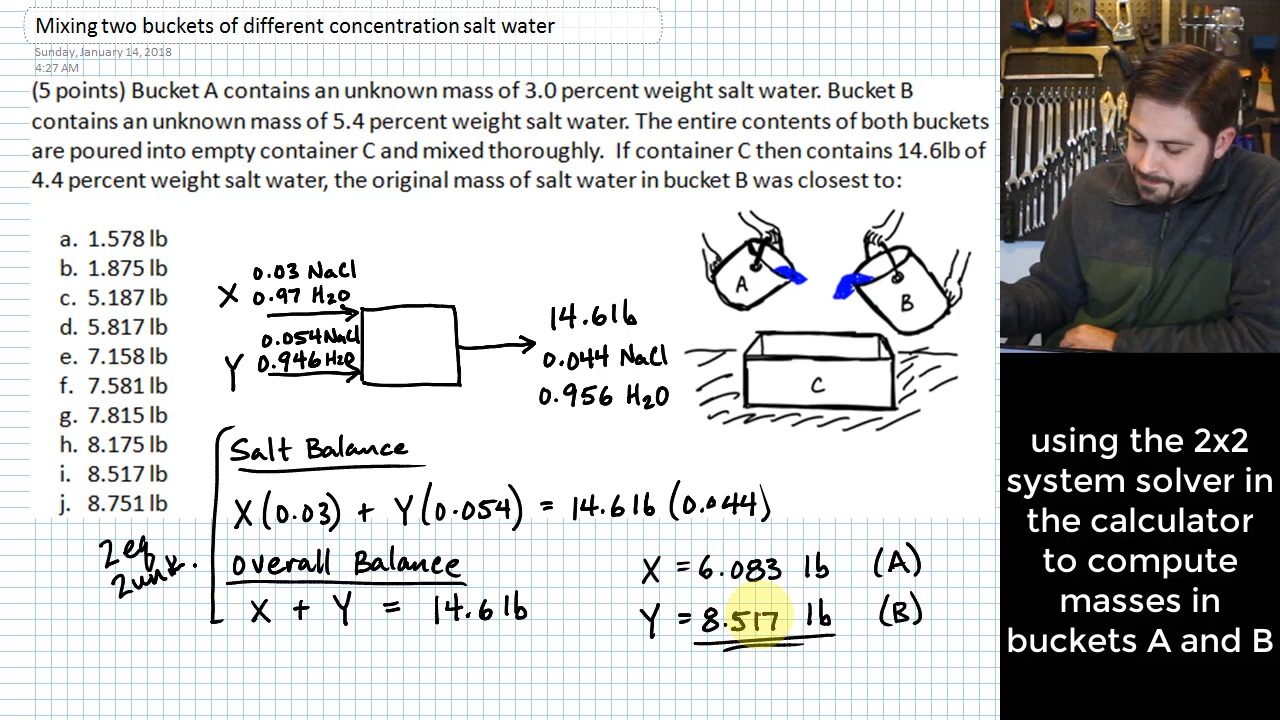 Mixing two buckets of different concentration salt water
Sunday, January 14, 2018
4:27 AM
(5 points) Bucket A contains an unknown mass of 3.0 percent weight salt water. Bucket B
contains an unknown mass of 5.4 percent weight salt water. The entire contents of both buckets
are poured into empty container C and mixed thoroughly. If container C then contains 14.6lb of
4.4 percent weight salt water, the original mass of salt water in bucket B was closest to:
a. 1.578 lb
b. 1.875 lb
c. 5.187 lb
d. 5.817 lb
e. 7.158 lb
f. 7.581 lb
g. 7.815 lb
h. 8.175 lb
i. 8.517 lb
j. 8.751 lb
X
0.03 NaCl
0.97 H2O
Y
0.054 NaCl
0.946 H2O
14.6 lb
0.044 NaCl
0.956 H2O
A
B
C
Salt Balance
X(0.03) + Y(0.054) = 14.6 lb (0.044)
Overall Balance
X + Y = 14.6 lb
2 eq
2 unk.
X = 6.083 lb (A)
Y = 8.517 lb (B)
using the 2x2
system solver in
the calculator
to compute
masses in
buckets A and B